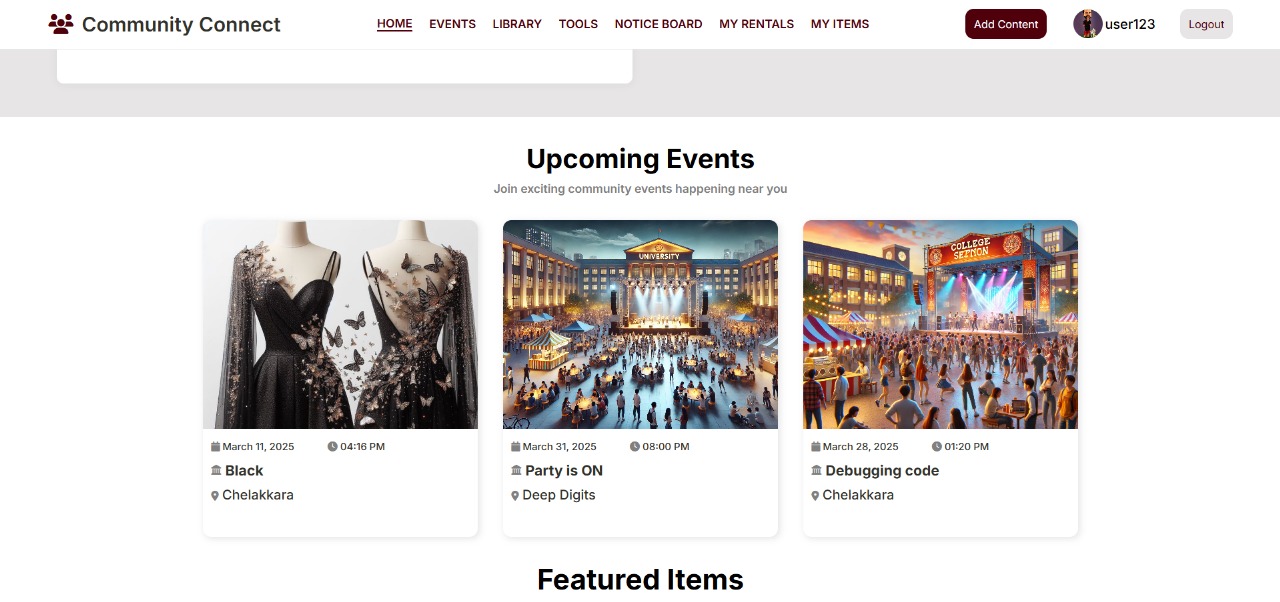 Community Connect
HOME EVENTS LIBRARY TOOLS NOTICE BOARD MY RENTALS MY ITEMS
Add Content
user123
Logout
Upcoming Events
Join exciting community events happening near you
UNIVERSITY
COLLEGE
March 11, 2025 04:16 PM
Black
Chelakkara
March 31, 2025 08:00 PM
Party is ON
Deep Digits
March 28, 2025 01:20 PM
Debugging code
Chelakkara
Featured Items